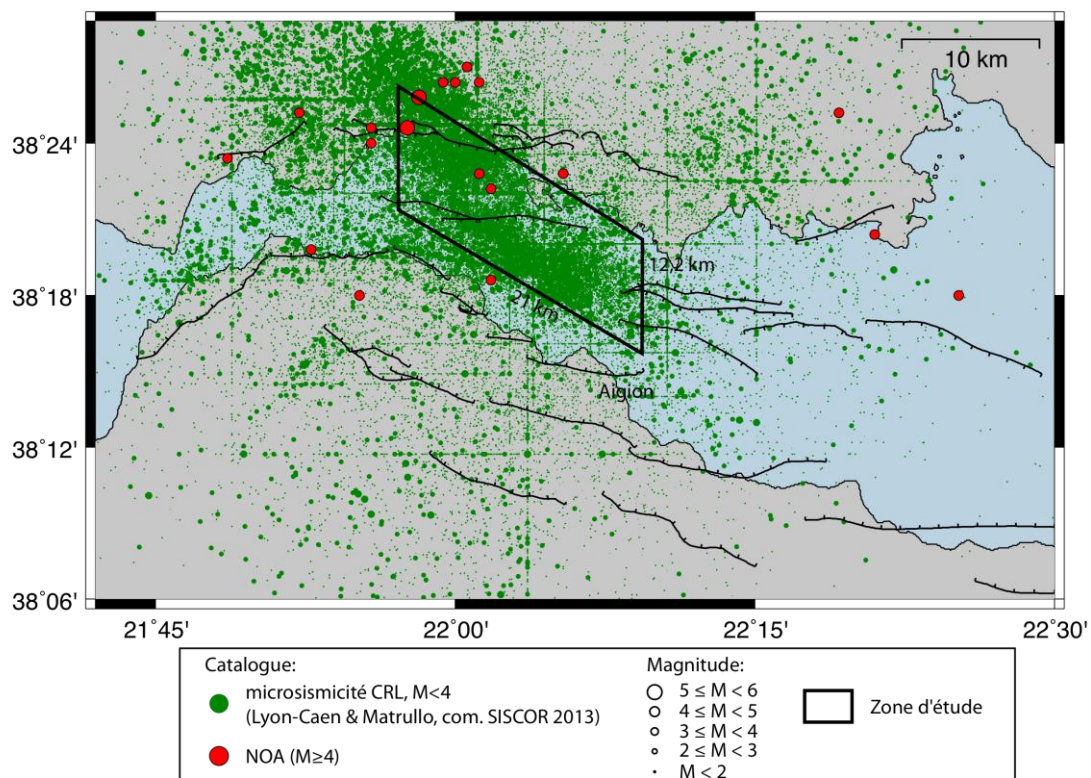 10 km
38°24'
38°18'
12.2 km
21 km
Aigion
38°12'
38°06'
21°45'
22°00'
22°15'
22°30'
Catalogue:
microsismicité CRL, M<4
(Lyon-Caen & Matrullo, com. SISCOR 2013)
NOA (M≥4)
Magnitude:
5 ≤ M < 6
4 ≤ M < 5
3 ≤ M < 4
2 ≤ M < 3
M < 2
Zone d'étude